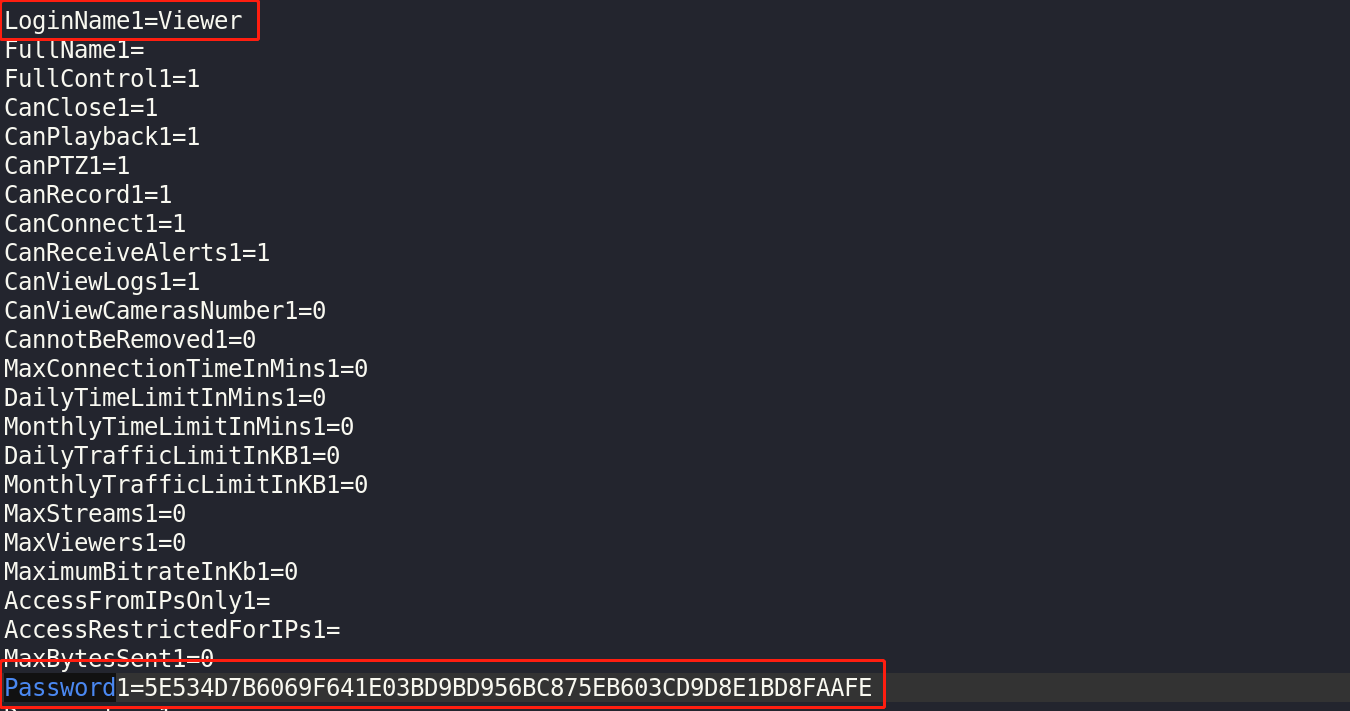 LoginName1=Viewer
FullName1=
FullControl1=1
CanClose1=1
CanPlayback1=1
CanPTZ1=1
CanRecord1=1
CanConnect1=1
CanReceiveAlerts1=1
CanViewLogs1=1
CanViewCamerasNumber1=0
CannotBeRemoved1=0
MaxConnectionTimeInMins1=0
DailyTimeLimitInMins1=0
MonthlyTimeLimitInMins1=0
DailyTrafficLimitInKB1=0
MonthlyTrafficLimitInKB1=0
MaxStreams1=0
MaxViewers1=0
MaximumBitrateInKb1=0
AccessFromIPsOnly1=
AccessRestrictedForIPs1=
MaxBytesSent1=0
Password1=5E534D7B6069F641E03BD9BD956BC875EB603CD9D8E1BD8FAAFE